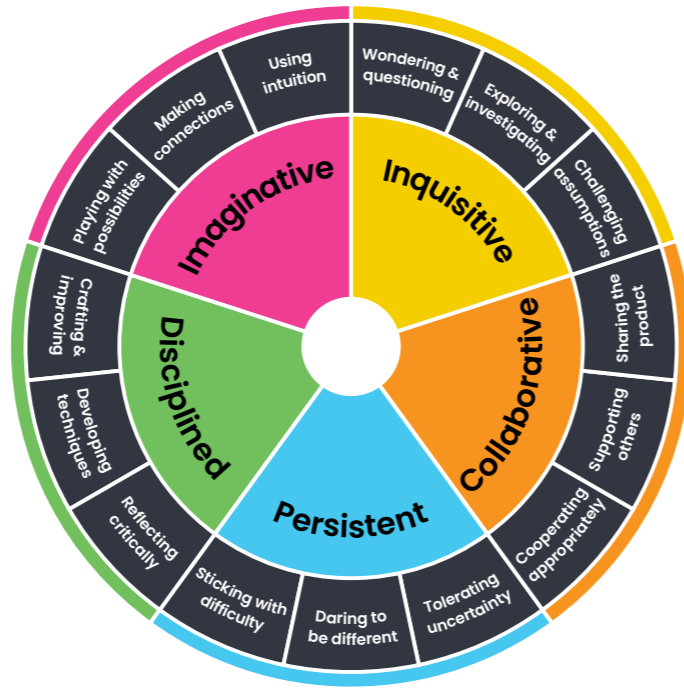 Imaginative
Using
intuition
Making
connections
Playing with
possibilities
Inquisitive
Wondering &
questioning
Exploring &
investigating
Challenging
assumptions
Collaborative
Sharing the
product
Supporting
others
Cooperating
appropriately
Persistent
Tolerating
uncertainty
Daring to
be different
Sticking with
difficulty
Disciplined
Reflecting
critically
Developing
techniques
Crafting &
improving